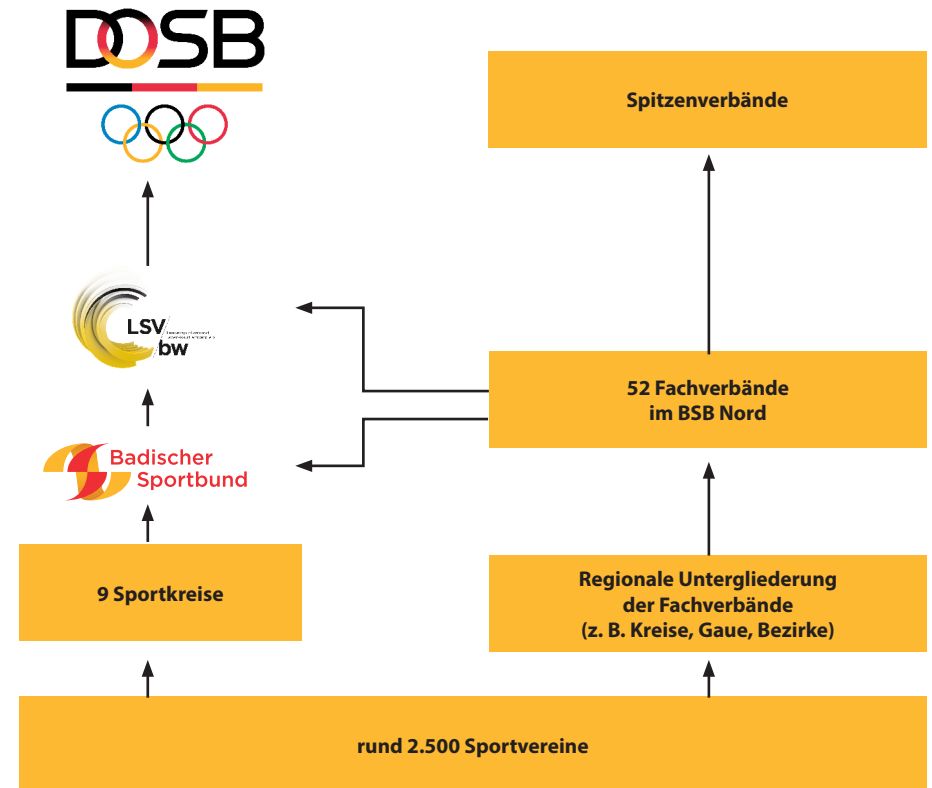 DOSB
Spitzenverbände
LSV
bw
52 Fachverbände
im BSB Nord
Badischer
Sportbund
9 Sportkreise
Regionale Untergliederung
der Fachverbände
(z. B. Kreise, Gaue, Bezirke)
rund 2.500 Sportvereine